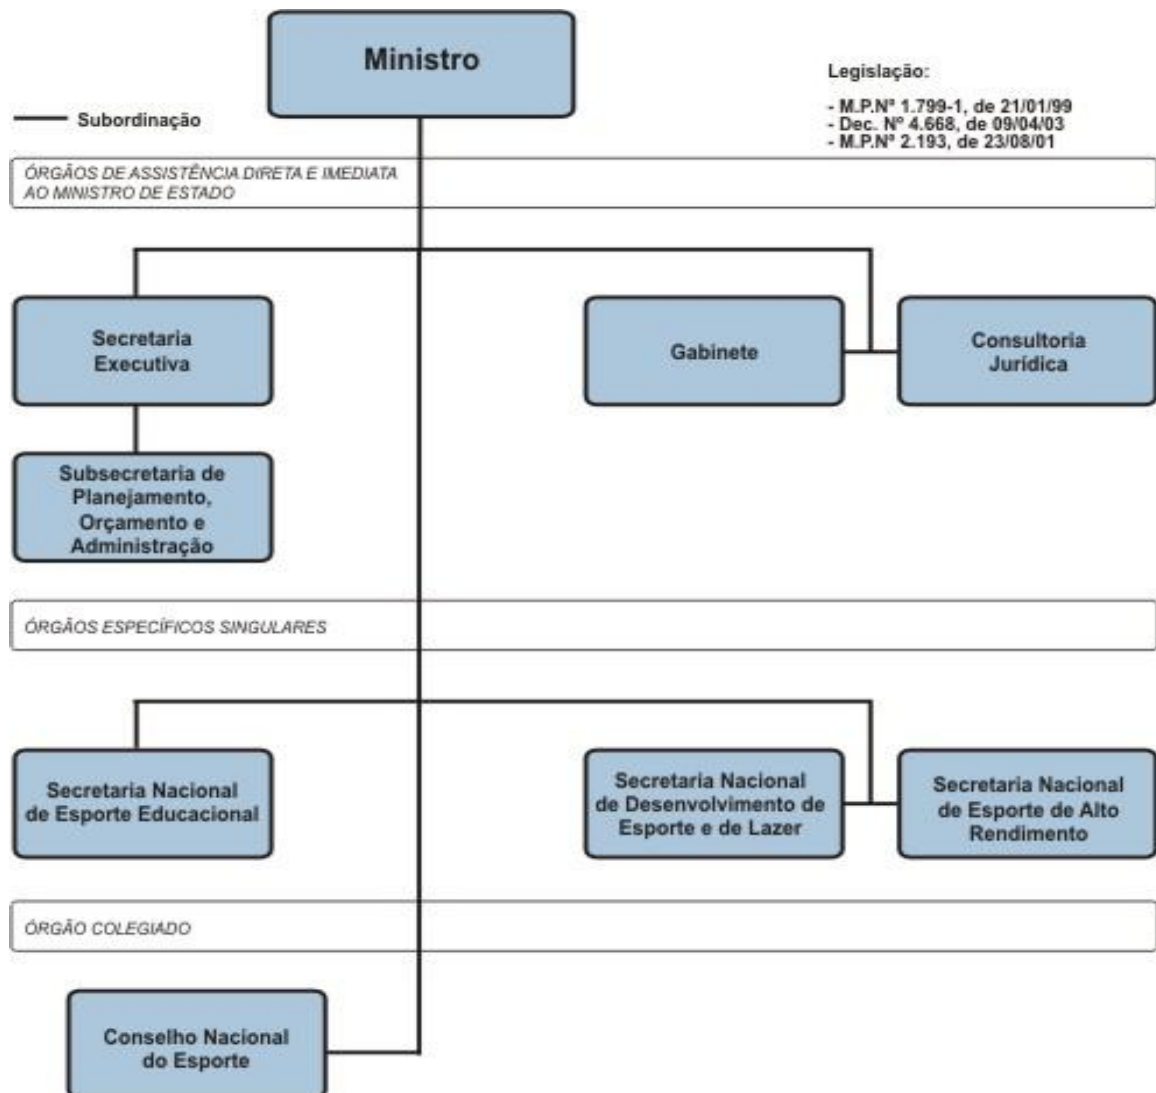 Ministro
Legislação:
- M.P.Nº 1.799-1, de 21/01/99
- Dec. Nº 4.668, de 09/04/03
- M.P.Nº 2.193, de 23/08/01
Subordinação
ÓRGÃOS DE ASSISTÊNCIA DIRETA E IMEDIATA
AO MINISTRO DE ESTADO
Secretaria
Executiva
Gabinete
Consultoria
Jurídica
Subsecretaria de
Planejamento,
Orçamento e
Administração
ÓRGÃOS ESPECÍFICOS SINGULARES
Secretaria Nacional
de Esporte Educacional
Secretaria Nacional
de Desenvolvimento de
Esporte e de Lazer
Secretaria Nacional
de Esporte de Alto
Rendimento
ÓRGÃO COLEGIADO
Conselho Nacional
do Esporte